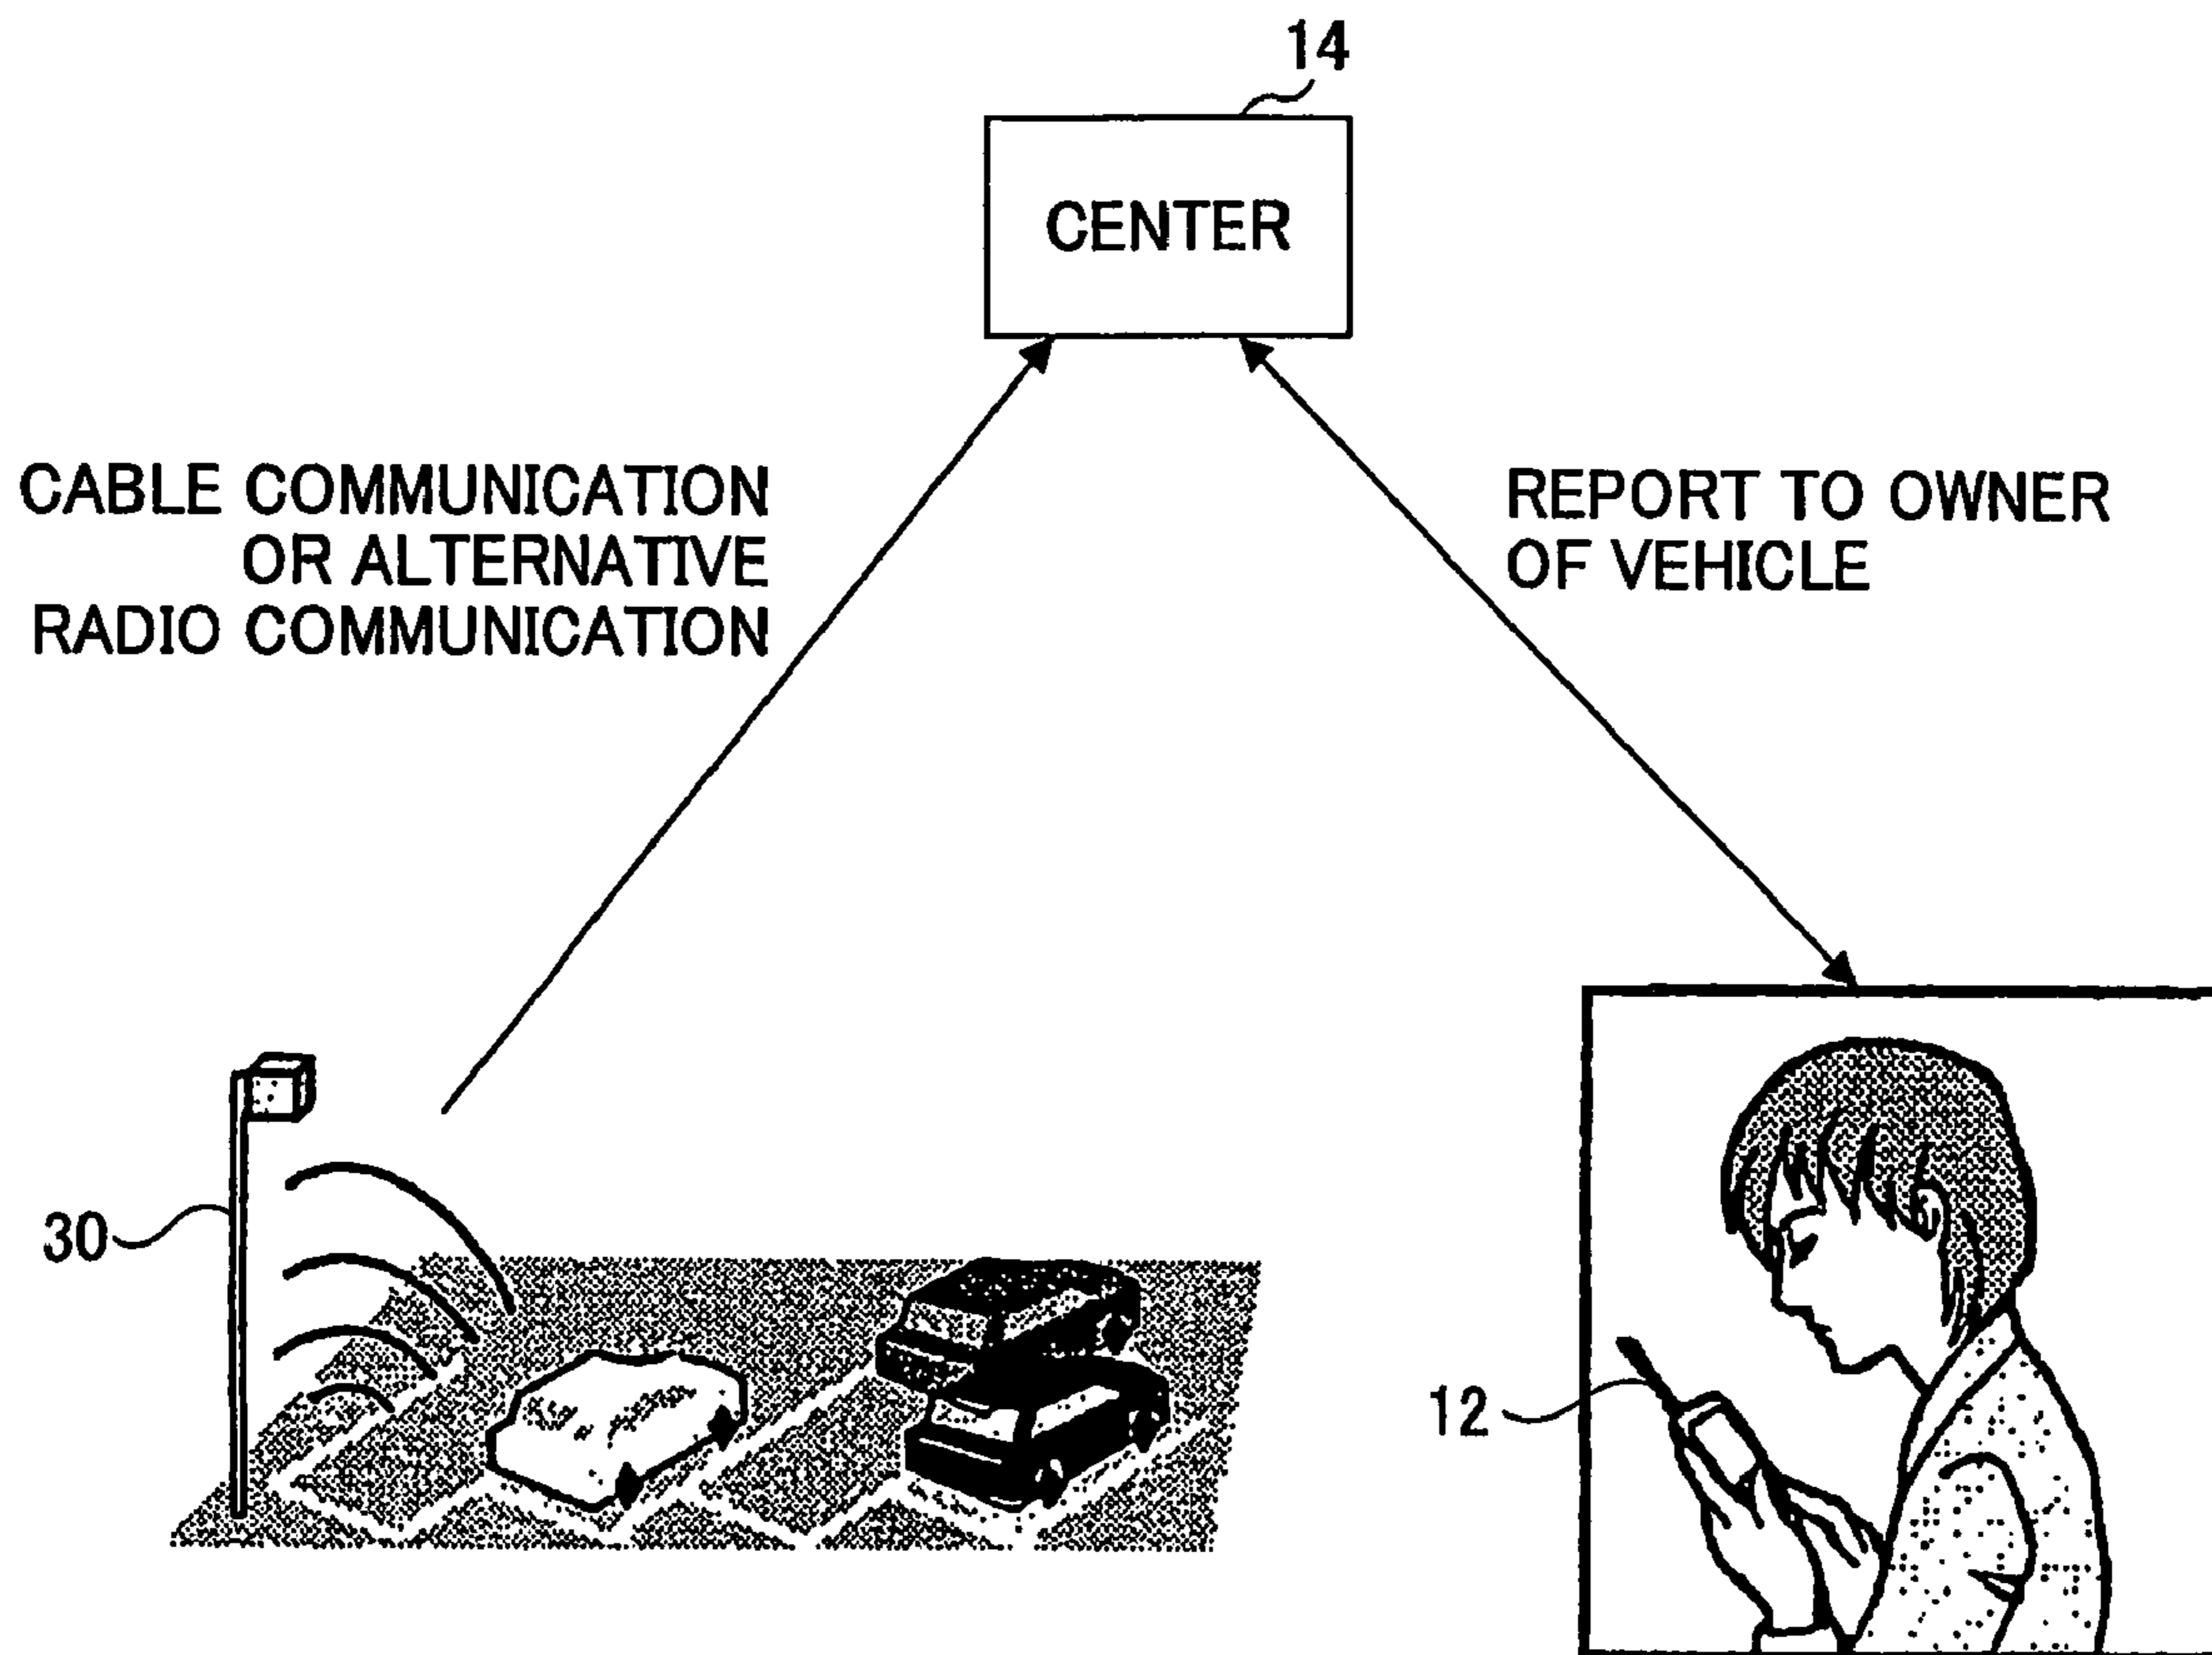 14
CENTER
CABLE COMMUNICATION
OR ALTERNATIVE
RADIO COMMUNICATION
REPORT TO OWNER
OF VEHICLE
30
12